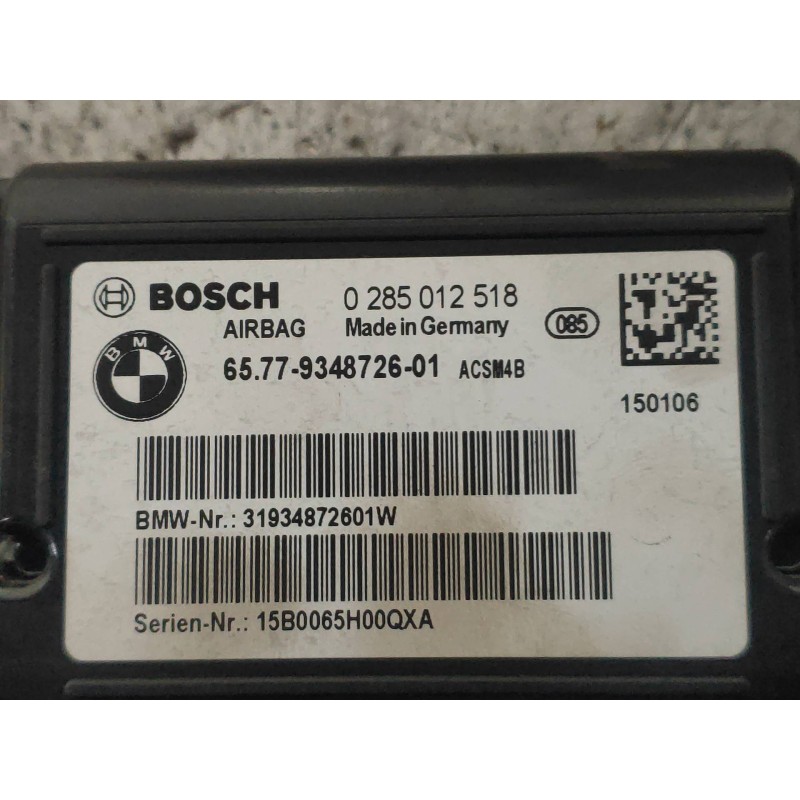 BOSCH 0 285 012 518
AIRBAG Made in Germany 085
BMW
65.77-9348726-01 ACSM4B
150106
BMW-Nr.: 31934872601W
Serien-Nr.: 15B0065H00QXA